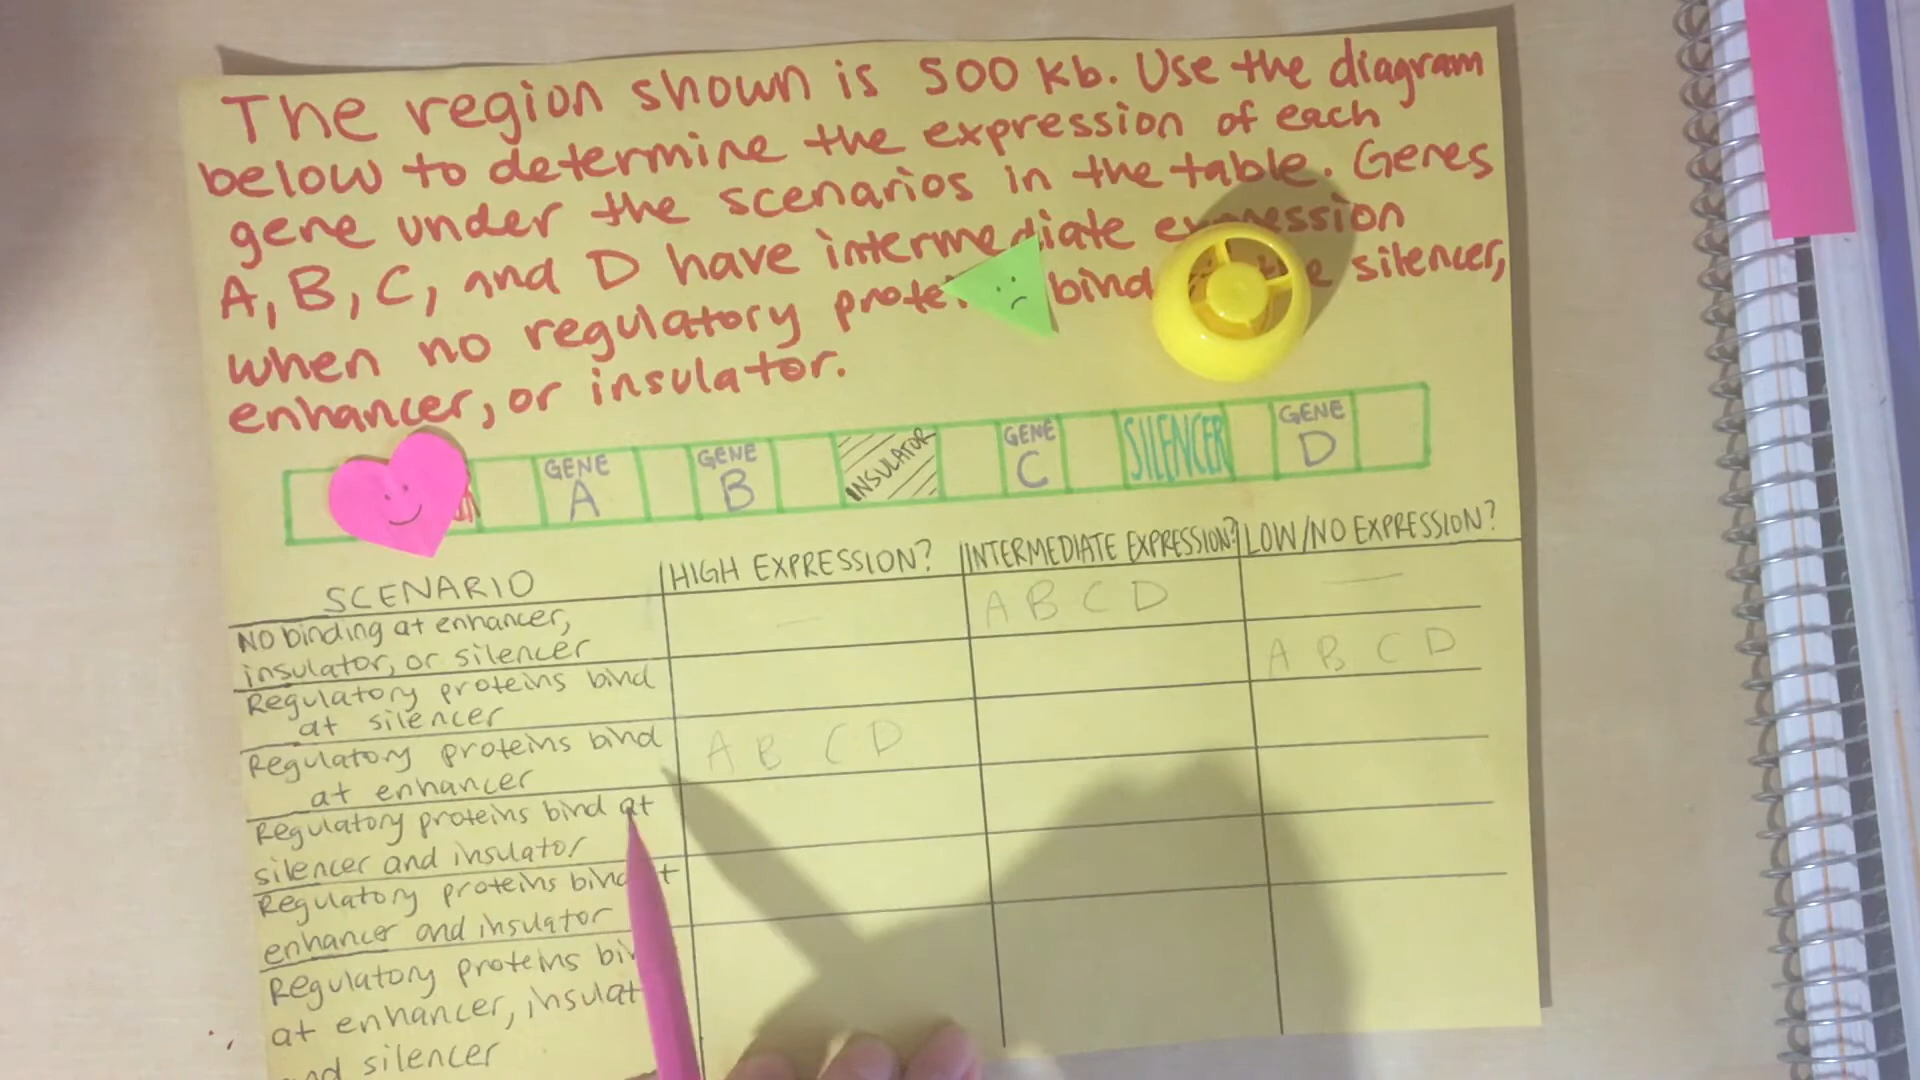 The region shown is 500 kb. Use the diagram
below to determine the expression of each
gene under the scenarios in the table. Genes
A, B, C, and D have intermediate expression
when no regulatory bind silencer,
enhancer, or insulator.
GENE A GENE B INSULATOR GENE C SILENCER GENE D
SCENARIO HIGH EXPRESSION? INTERMEDIATE EXPRESSION? LOW/NO EXPRESSION?
NO binding at enhancer, — A B C D —
insulator, or silencer
Regulatory proteins bind A B C D
at silencer
Regulatory proteins bind A B C D
at enhancer
Regulatory proteins bind at
silencer and insulator
Regulatory proteins bind
enhancer and insulator
Regulatory proteins
at enhancer,
silencer